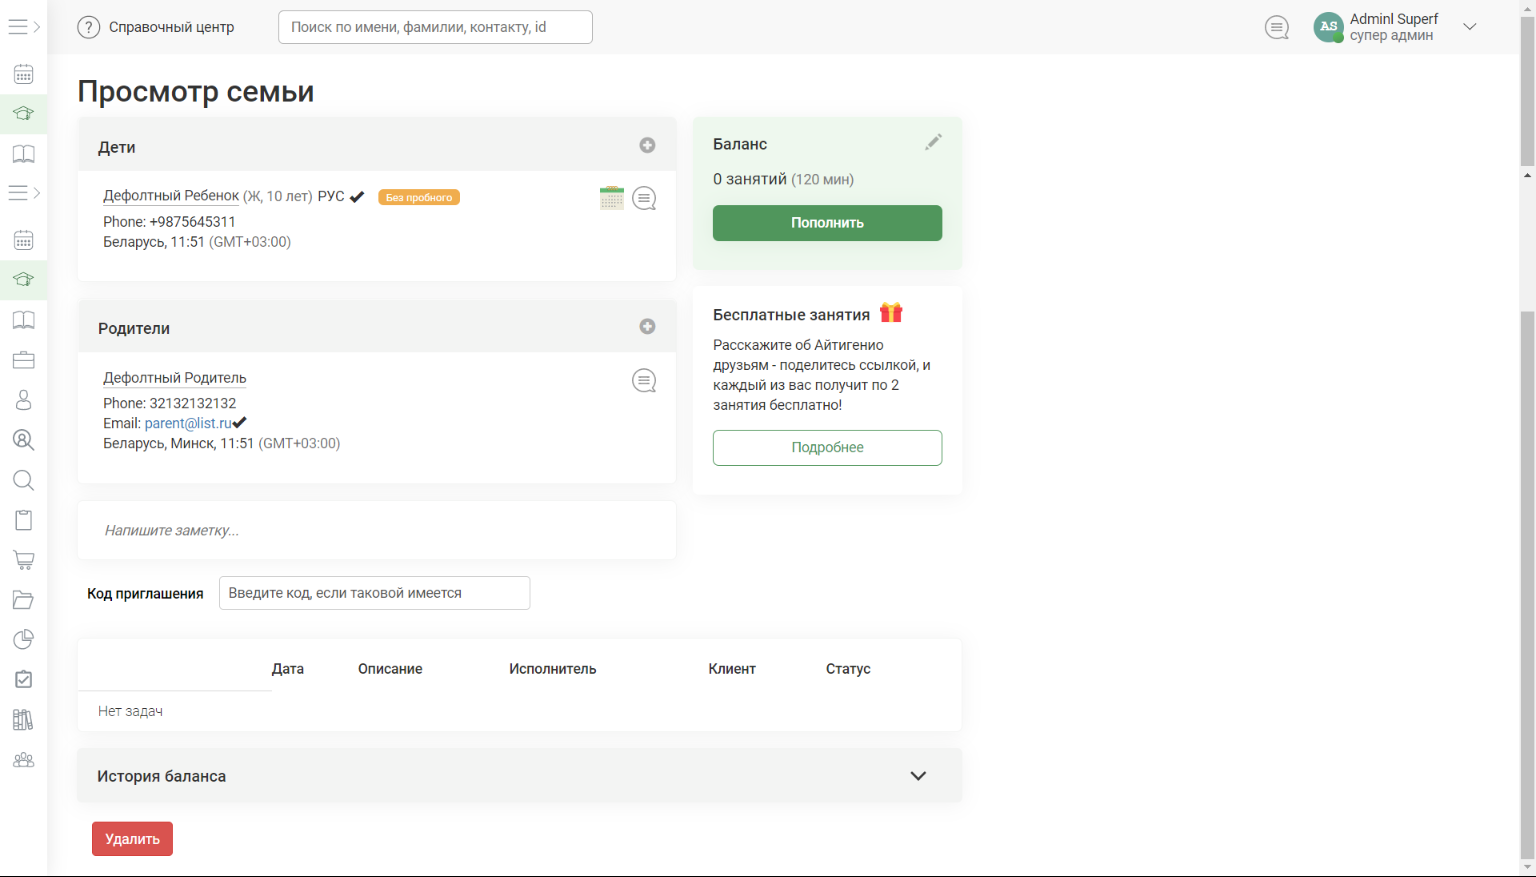 Справочный центр
Поиск по имени, фамилии, контакту, id
AS
Adminl Superf
супер админ
Просмотр семьи
Дети
Дефолтный Ребенок (Ж, 10 лет) РУС
Без пробного
Phone: +9875645311
Беларусь, 11:51 (GMT+03:00)
Родители
Дефолтный Родитель
Phone: 32132132132
Email: parent@list.ru
Беларусь, Минск, 11:51 (GMT+03:00)
Напишите заметку...
Баланс
0 занятий (120 мин)
Пополнить
Бесплатные занятия
Расскажите об Айтигенио
друзьям - поделитесь ссылкой, и
каждый из вас получит по 2
занятия бесплатно!
Подробнее
Код приглашения
Введите код, если таковой имеется
Дата Описание Исполнитель Клиент Статус
Нет задач
История баланса
Удалить